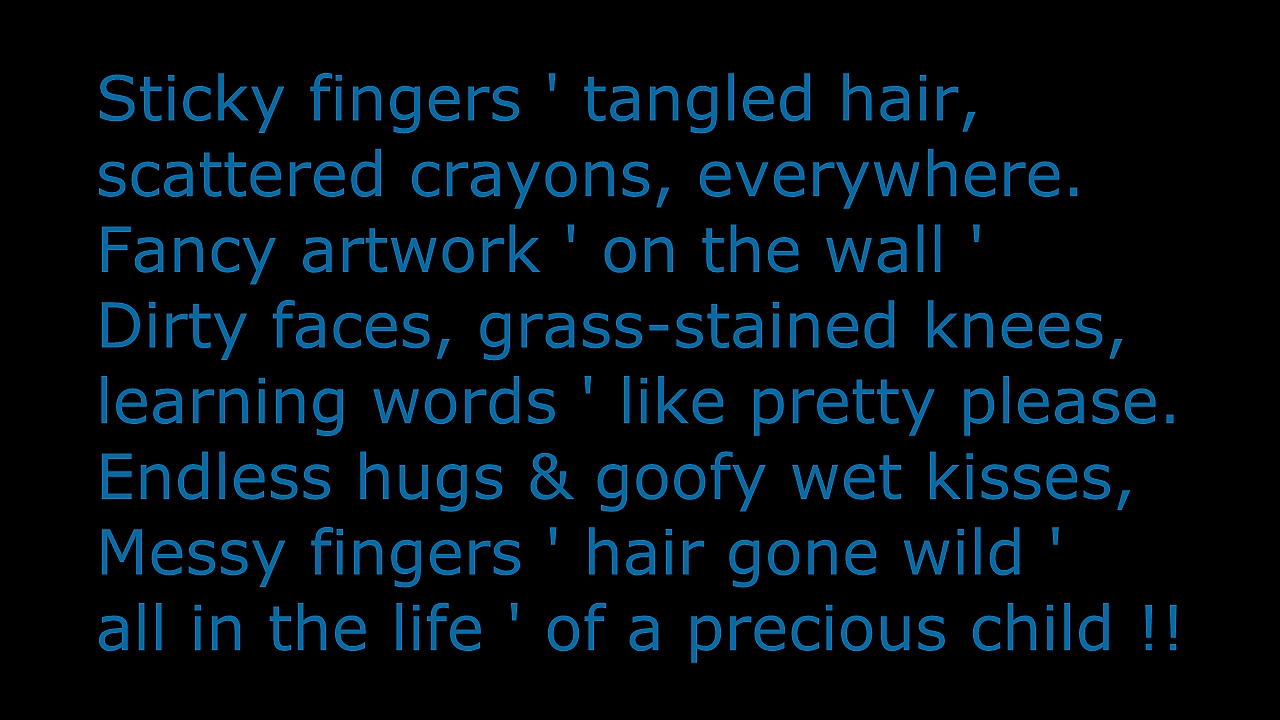 Sticky fingers ' tangled hair,
scattered crayons, everywhere.
Fancy artwork ' on the wall '
Dirty faces, grass-stained knees,
learning words ' like pretty please.
Endless hugs & goofy wet kisses,
Messy fingers ' hair gone wild '
all in the life ' of a precious child !!